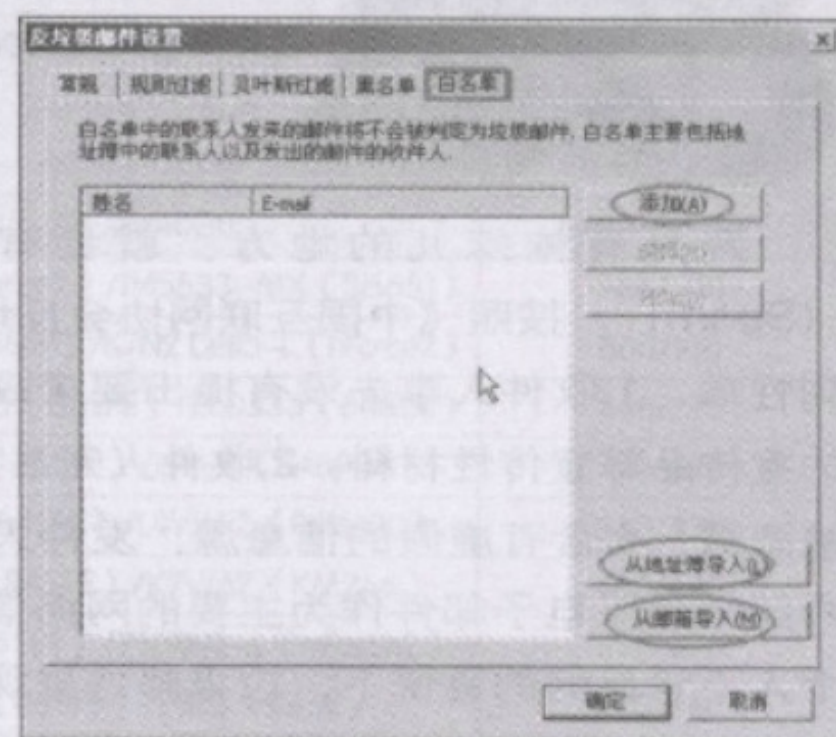 反垃圾邮件设置
常规 规则过滤 贝叶斯过滤 黑名单 白名单
白名单中的联系人发来的邮件将不会被判定为垃圾邮件. 白名单主要包括地
址簿中的联系人以及发出的邮件的收件人.
姓名 E-mail
添加(A)
从地址簿导入(L)
从邮箱导入(M)
确定 取消